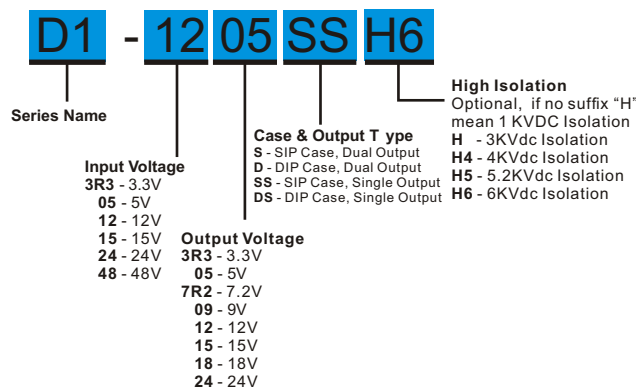 D1 - 12 05 SS H6
Series Name
Input Voltage
3R3 - 3.3V
05 - 5V
12 - 12V
15 - 15V
24 - 24V
48 - 48V
Output Voltage
3R3 - 3.3V
05 - 5V
7R2 - 7.2V
09 - 9V
12 - 12V
15 - 15V
18 - 18V
24 - 24V
Case & Output T ype
S - SIP Case, Dual Output
D - DIP Case, Dual Output
SS - SIP Case, Single Output
DS - DIP Case, Single Output
High Isolation
Optional, if no suffix “H”
mean 1 KVDC Isolation
H - 3KVdc Isolation
H4 - 4KVdc Isolation
H5 - 5.2KVdc Isolation
H6 - 6KVdc Isolation